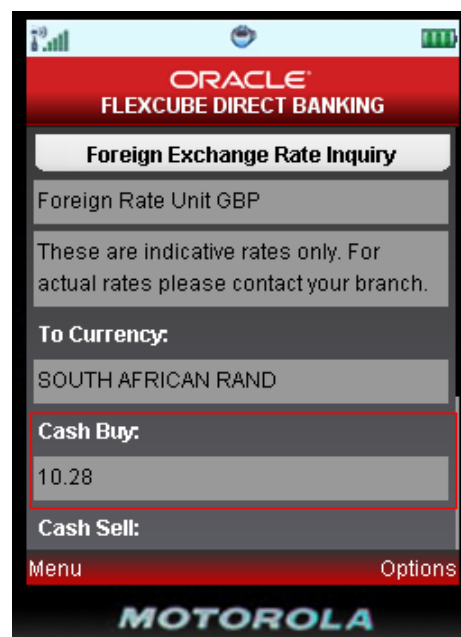 ORACLE
FLEXCUBE DIRECT BANKING
Foreign Exchange Rate Inquiry
Foreign Rate Unit GBP
These are indicative rates only. For
actual rates please contact your branch.
To Currency:
SOUTH AFRICAN RAND
Cash Buy:
10.28
Cash Sell:
Menu Options
MOTOROLA